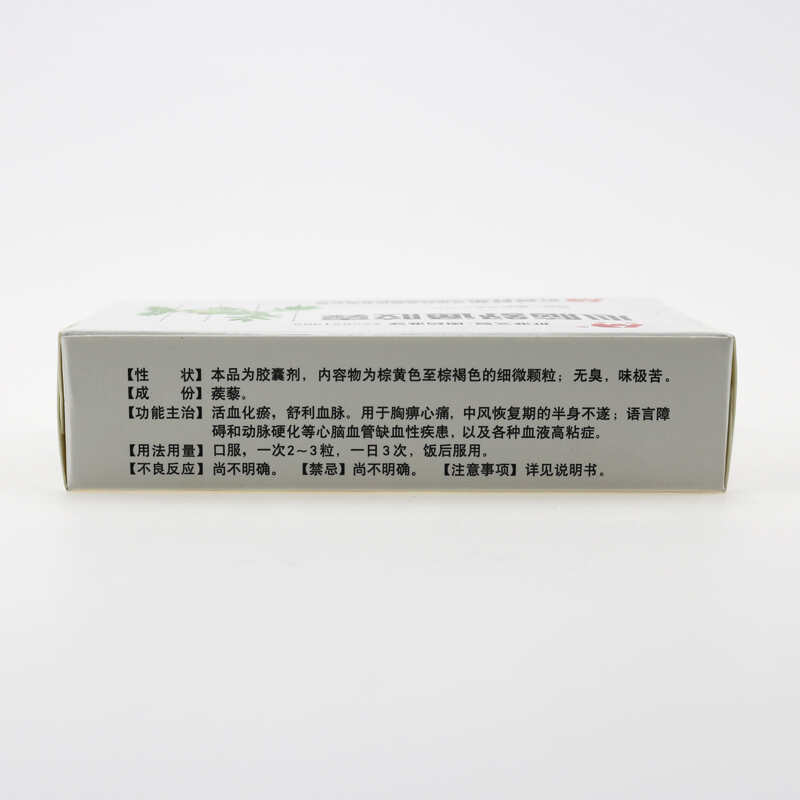 心脑舒通胶囊
【性　状】本品为胶囊剂，内容物为棕黄色至棕褐色的细微颗粒；无臭，味极苦。
【成　份】蒺藜。
【功能主治】活血化瘀，舒利血脉。用于胸痹心痛，中风恢复期的半身不遂；语言障
碍和动脉硬化等心脑血管缺血性疾患，以及各种血液高粘症。
【用法用量】口服，一次2～3粒，一日3次，饭后服用。
【不良反应】尚不明确。【禁忌】尚不明确。 【注意事项】详见说明书。